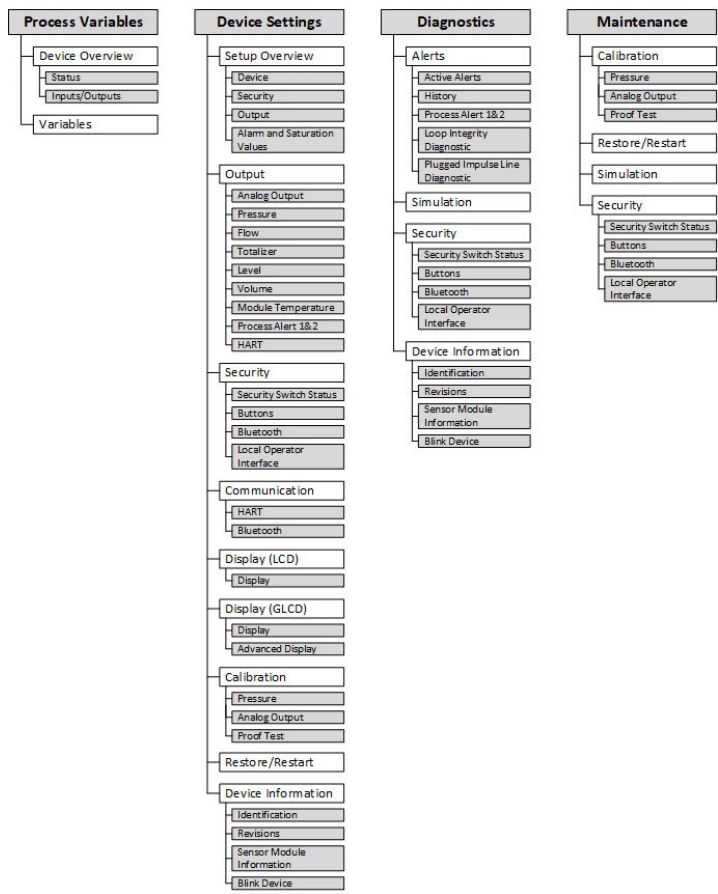 Process Variables
Device Overview
Status
Inputs/Outputs
Variables
Device Settings
Setup Overview
Device
Security
Output
Alarm and Saturation
Values
Output
Analog Output
Pressure
Flow
Totalizer
Level
Volume
Module Temperature
Process Alert 1&2
HART
Security
Security Switch Status
Buttons
Bluetooth
Local Operator
Interface
Communication
HART
Bluetooth
Display (LCD)
Display
Display (GLCD)
Display
Advanced Display
Calibration
Pressure
Analog Output
Proof Test
Restore/Restart
Device Information
Identification
Revisions
Sensor Module
Information
Blink Device
Diagnostics
Alerts
Active Alerts
History
Process Alert 1&2
Loop Integrity
Diagnostic
Plugged Impulse Line
Diagnostic
Simulation
Security
Security Switch Status
Buttons
Bluetooth
Local Operator
Interface
Device Information
Identification
Revisions
Sensor Module
Information
Blink Device
Maintenance
Calibration
Pressure
Analog Output
Proof Test
Restore/Restart
Simulation
Security
Security Switch Status
Buttons
Bluetooth
Local Operator
Interface